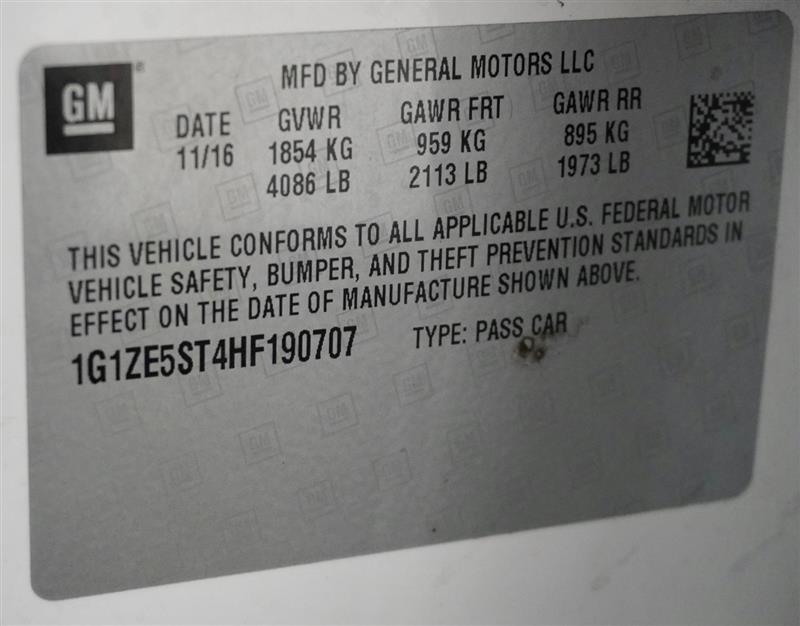 GM
MFD BY GENERAL MOTORS LLC
DATE GVWR GAWR FRT GAWR RR
11/16 1854 KG 959 KG 895 KG
4086 LB 2113 LB 1973 LB
THIS VEHICLE CONFORMS TO ALL APPLICABLE U.S. FEDERAL MOTOR
VEHICLE SAFETY, BUMPER, AND THEFT PREVENTION STANDARDS IN
EFFECT ON THE DATE OF MANUFACTURE SHOWN ABOVE.
1G1ZE5ST4HF190707 TYPE: PASS CAR